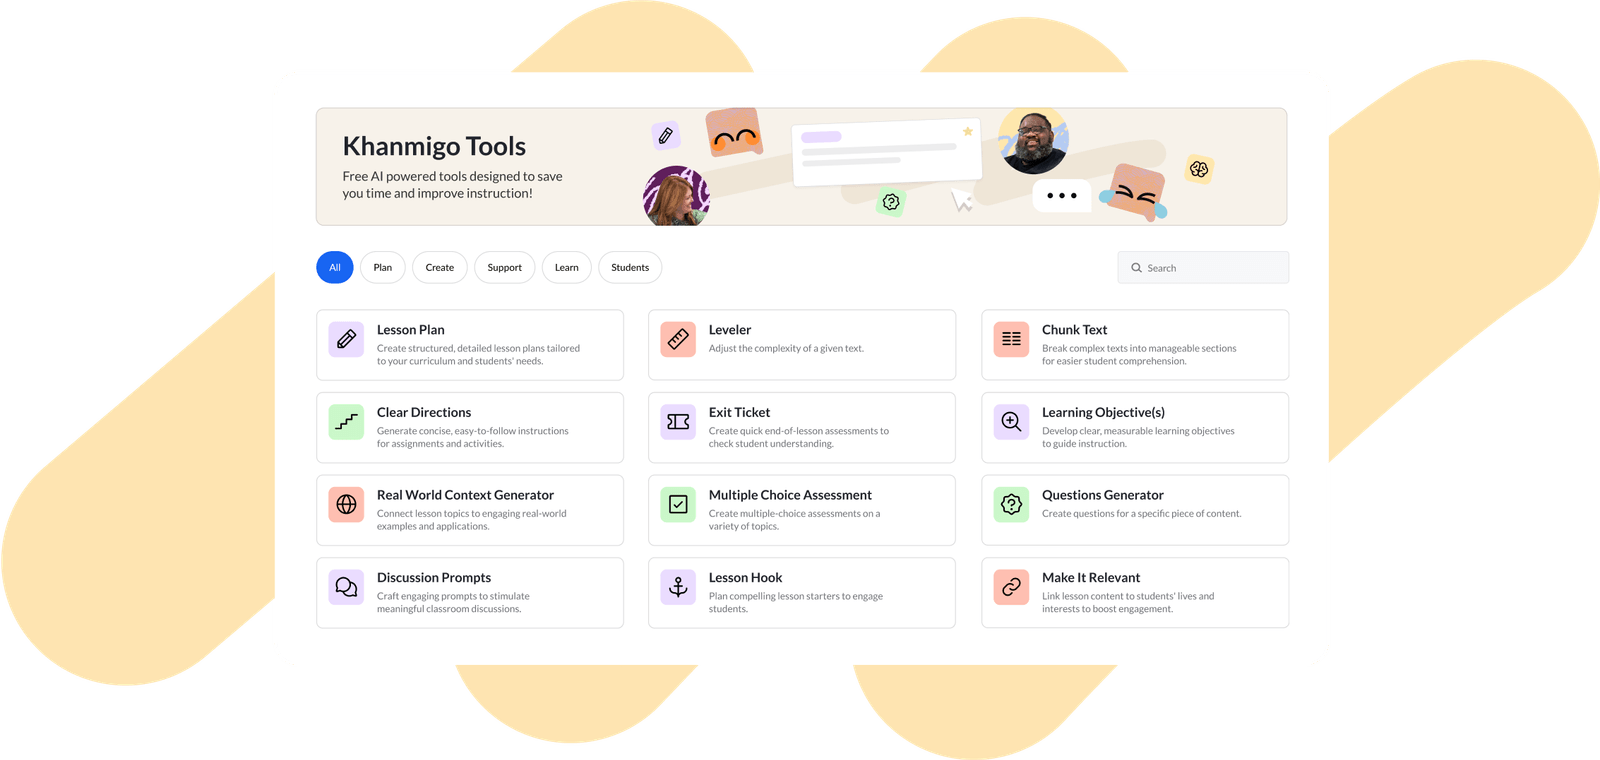 Khanmigo Tools
Free AI powered tools designed to save
you time and improve instruction!
All
Plan
Create
Support
Learn
Students
Search
Lesson Plan
Create structured, detailed lesson plans tailored
to your curriculum and students' needs.
Leveler
Adjust the complexity of a given text.
Chunk Text
Break complex texts into manageable sections
for easier student comprehension.
Clear Directions
Generate concise, easy-to-follow instructions
for assignments and activities.
Exit Ticket
Create quick end-of-lesson assessments to
check student understanding.
Learning Objective(s)
Develop clear, measurable learning objectives
to guide instruction.
Real World Context Generator
Connect lesson topics to engaging real-world
examples and applications.
Multiple Choice Assessment
Create multiple-choice assessments on a
variety of topics.
Questions Generator
Create questions for a specific piece of content.
Discussion Prompts
Craft engaging prompts to stimulate
meaningful classroom discussions.
Lesson Hook
Plan compelling lesson starters to engage
students.
Make It Relevant
Link lesson content to students' lives and
interests to boost engagement.